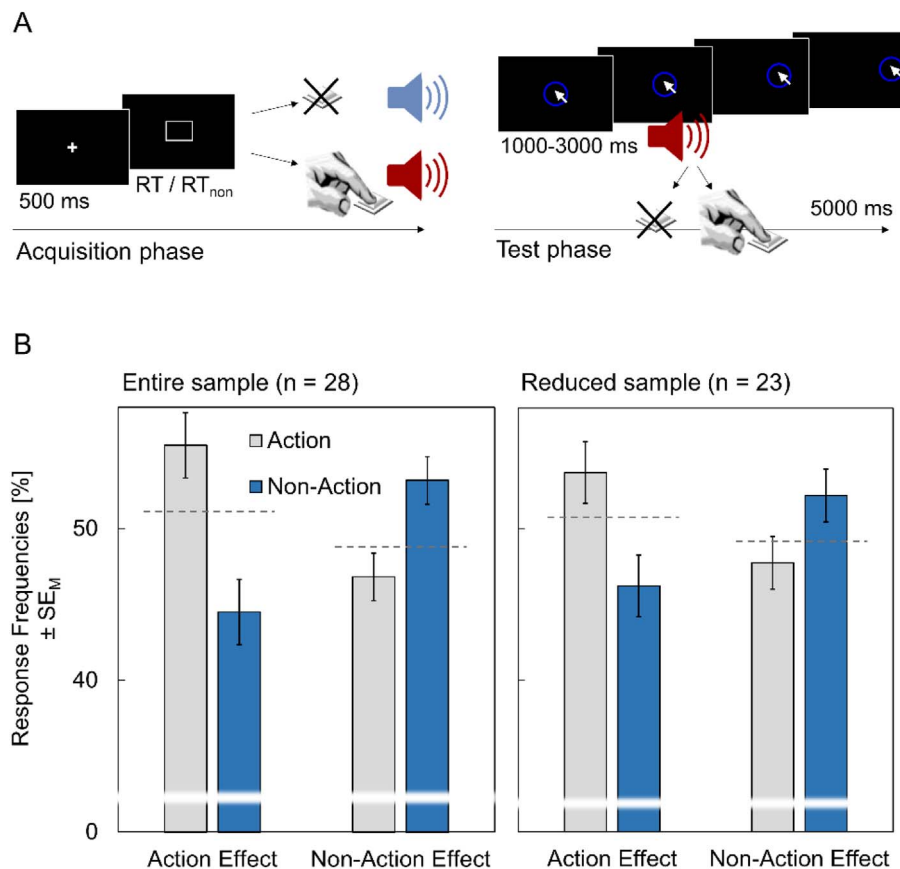 A
500 ms
RT / RTnon
Acquisition phase
1000-3000 ms
5000 ms
Test phase
B
Entire sample (n = 28)
Reduced sample (n = 23)
Action
Non-Action
Response Frequencies [%]
± SEM
50
40
0
Action Effect
Non-Action Effect
Action Effect
Non-Action Effect